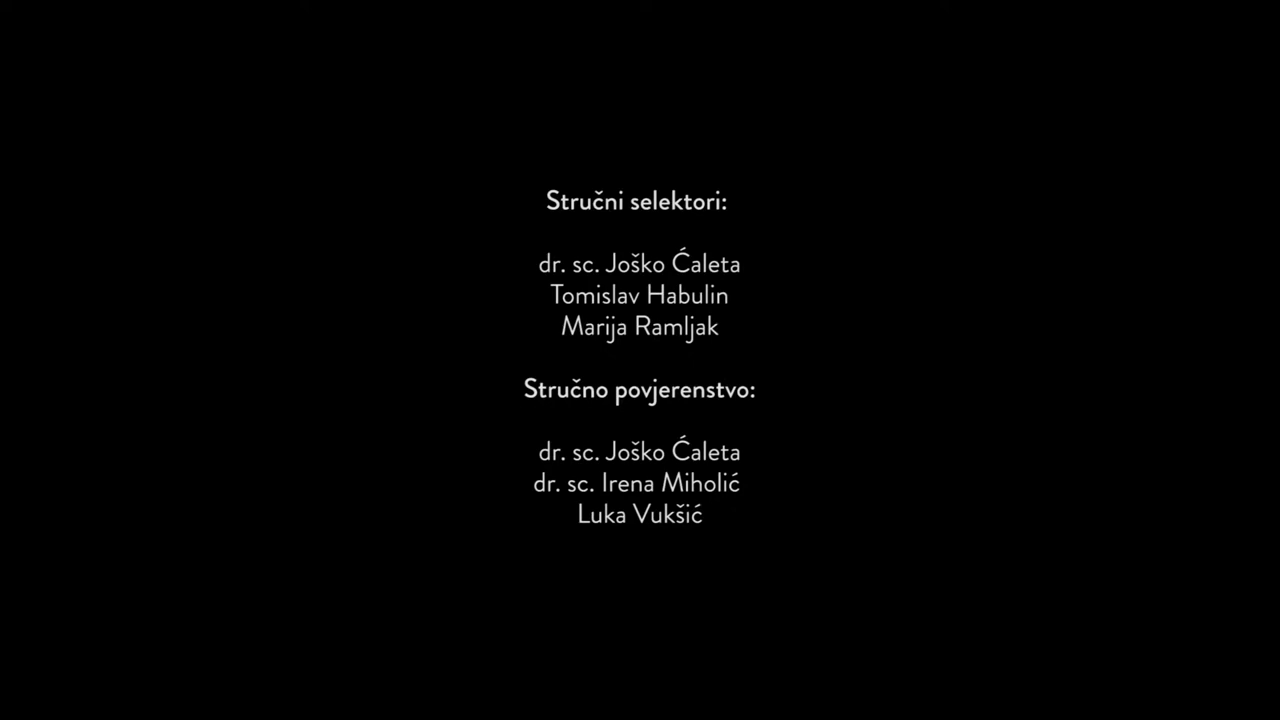 Stručni selektori:
dr. sc. Joško Ćaleta
Tomislav Habulin
Marija Ramljak
Stručno povjerenstvo:
dr. sc. Joško Ćaleta
dr. sc. Irena Miholić
Luka Vukšić